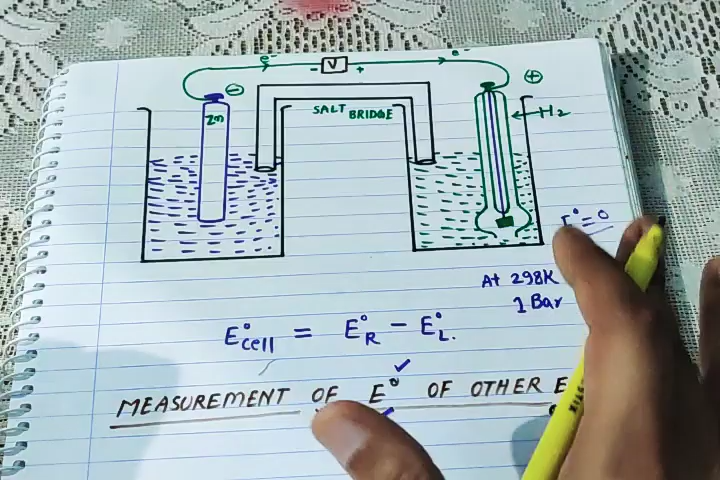 e⁻ - V + e⁻
⊖ ⊕
Zn SALT BRIDGE H₂
E° = 0
At 298K
1 Bar
E°cell = E°R − E°L.
MEASUREMENT OF E° OF OTHER